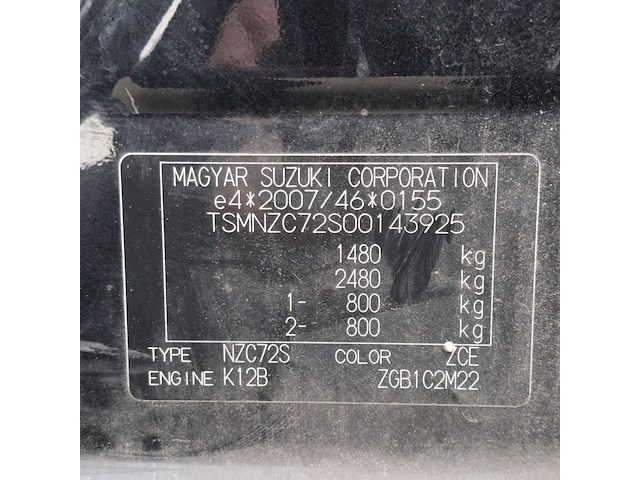 MAGYAR SUZUKI CORPORATION
e4*2007/46*0155
TSMNZC72S00143925
1480 kg
2480 kg
1- 800 kg
2- 800 kg
TYPE NZC72S COLOR ZCE
ENGINE K12B ZGB1C2M22